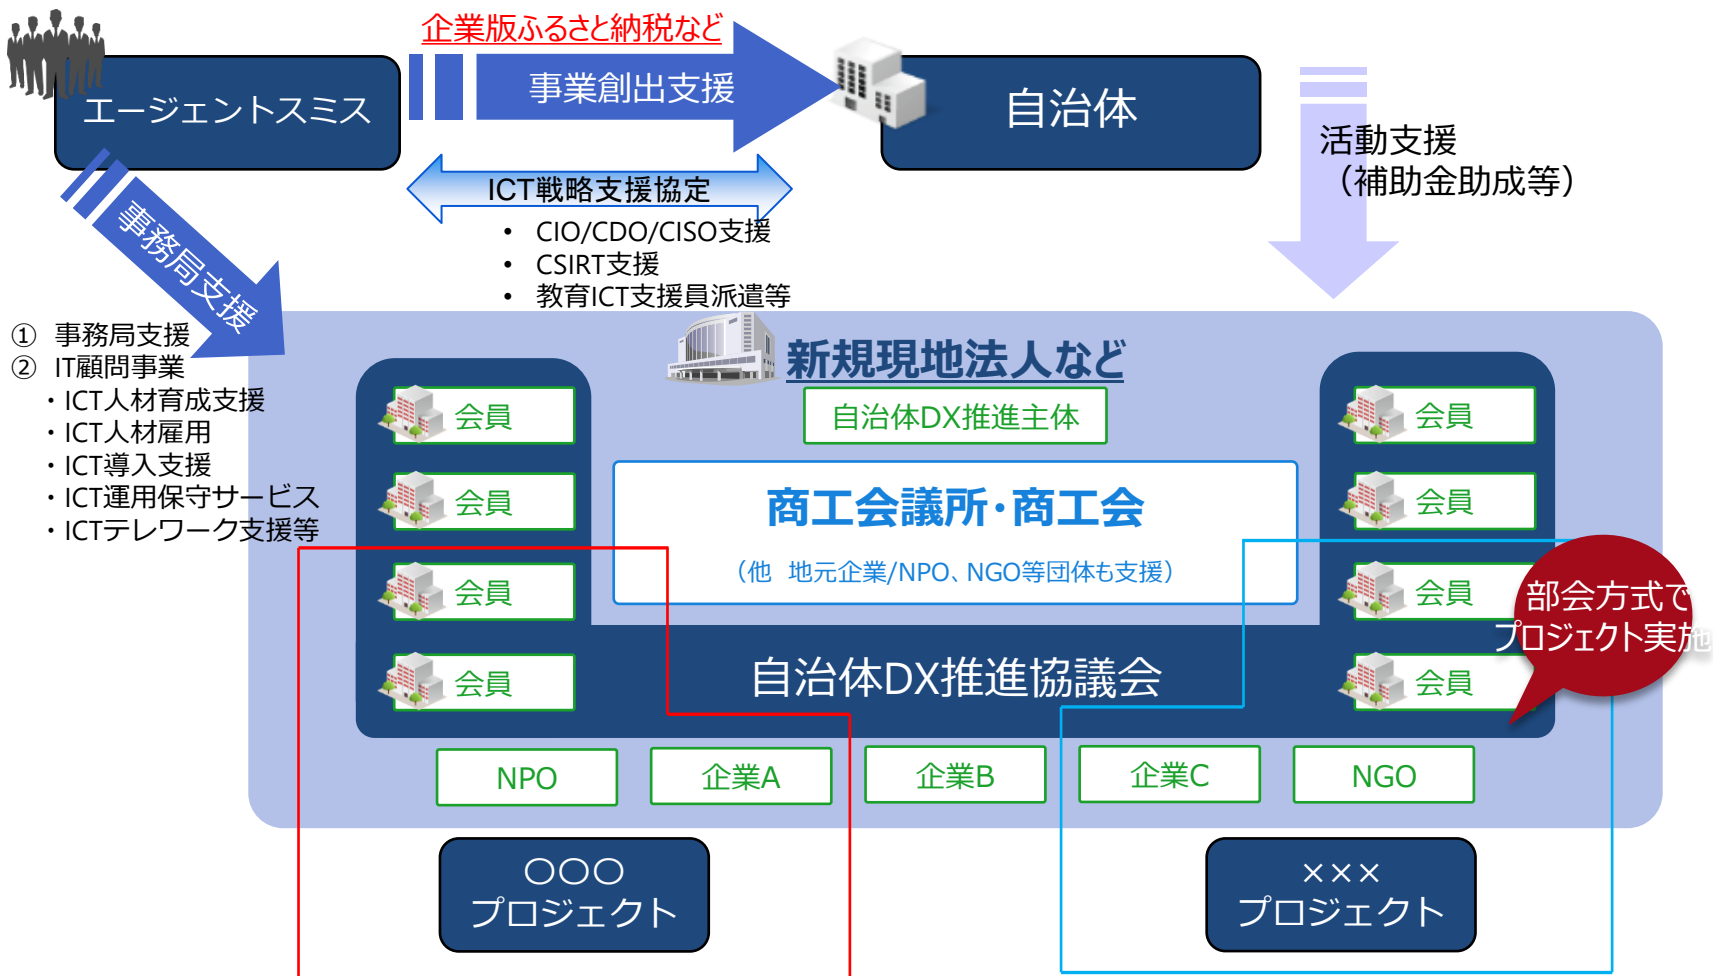 企業版ふるさと納税など
エージェントスミス
事業創出支援
自治体
活動支援
（補助金助成等）
ICT戦略支援協定
• CIO/CDO/CISO支援
• CSIRT支援
• 教育ICT支援員派遣等
事務局支援
① 事務局支援
② IT顧問事業
・ICT人材育成支援
・ICT人材雇用
・ICT導入支援
・ICT運用保守サービス
・ICTテレワーク支援等
新規現地法人など
自治体DX推進主体
商工会議所・商工会
（他 地元企業/NPO、NGO等団体も支援）
会員
会員
会員
会員
会員
会員
会員
会員
部会方式で
プロジェクト実施
自治体DX推進協議会
NPO
企業A
企業B
企業C
NGO
〇〇〇
プロジェクト
×××
プロジェクト